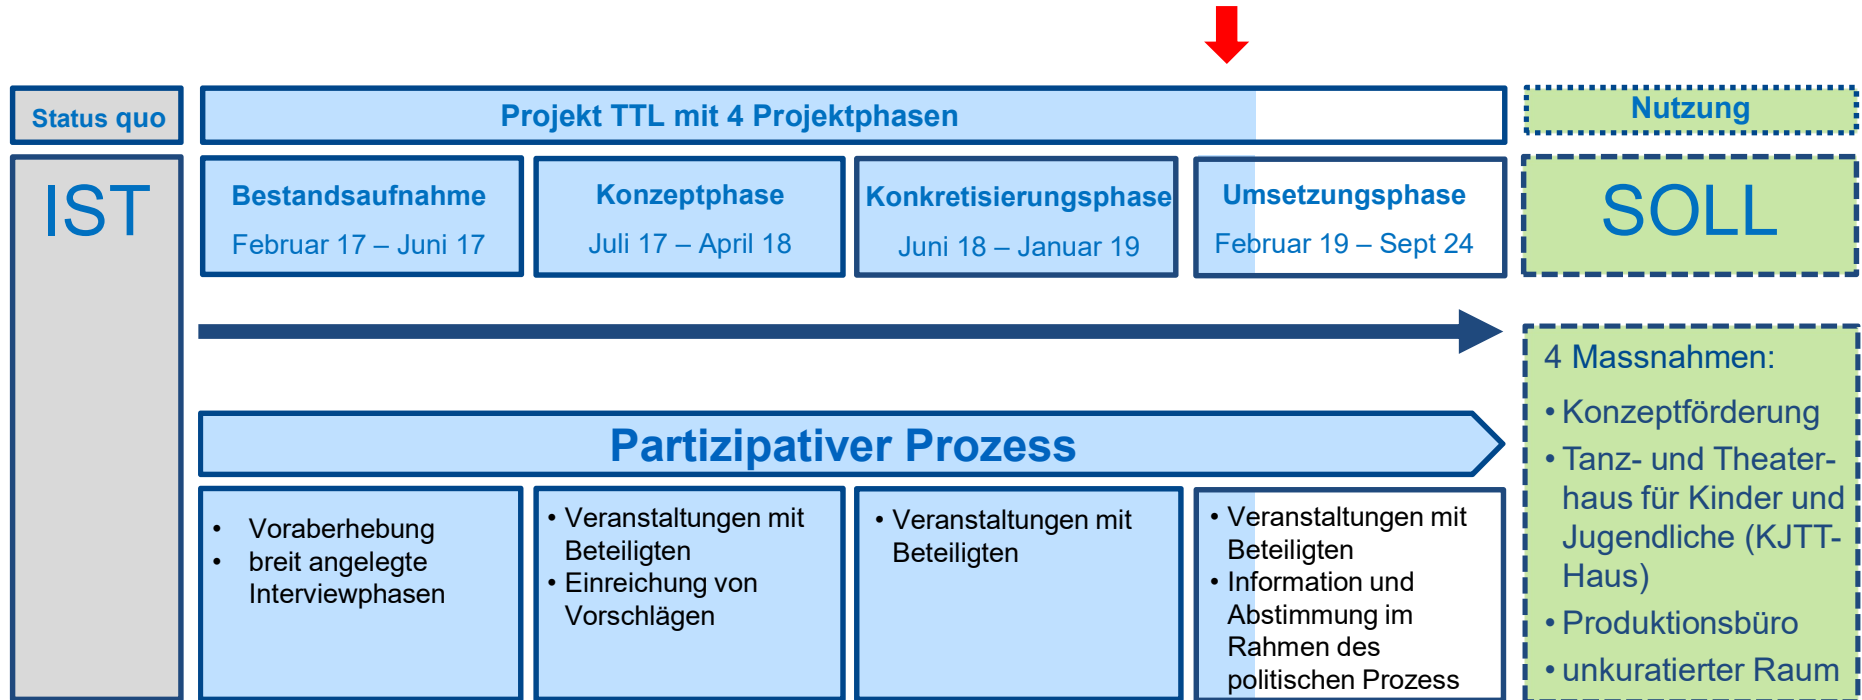 Status quo
Projekt TTL mit 4 Projektphasen
Nutzung
IST
Bestandsaufnahme
Februar 17 – Juni 17
Konzeptphase
Juli 17 – April 18
Konkretisierungsphase
Juni 18 – Januar 19
Umsetzungsphase
Februar 19 – Sept 24
SOLL
Partizipativer Prozess
• Voraberhebung
• breit angelegte
Interviewphasen
• Veranstaltungen mit
Beteiligten
• Einreichung von
Vorschlägen
• Veranstaltungen mit
Beteiligten
• Veranstaltungen mit
Beteiligten
• Information und
Abstimmung im
Rahmen des
politischen Prozess
4 Massnahmen:
• Konzeptförderung
• Tanz- und Theater-
haus für Kinder und
Jugendliche (KJTT-
Haus)
• Produktionsbüro
• unkuratierter Raum